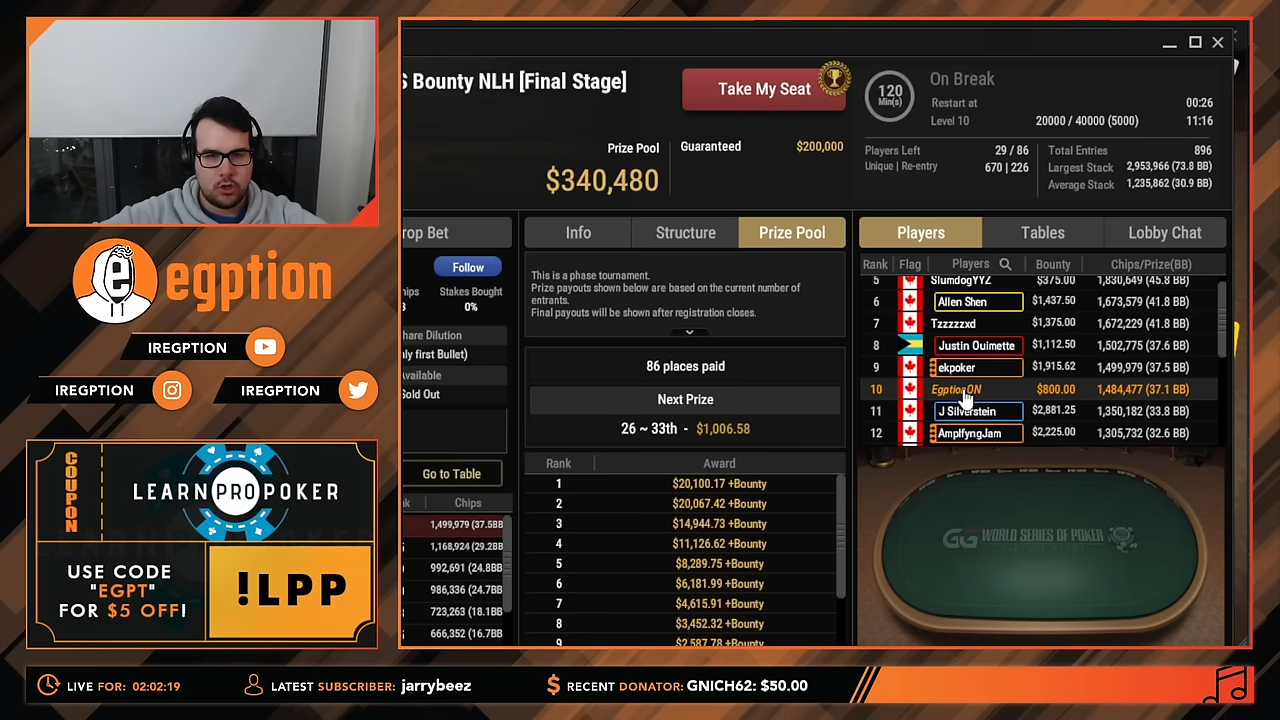 egption
IREGPTION
IREGPTION
IREGPTION
COUPON
LEARN PRO POKER
USE CODE
"EGPT"
FOR $5 OFF!
!LPP
S Bounty NLH [Final Stage]
Take My Seat
Prize Pool
$340,480
Guaranteed
$200,000
120
Min(s)
On Break
Restart at
00:26
Level 10
20000 / 40000 (5000)
11:16
Players Left
29 / 86
Unique | Re-entry
670 | 226
Total Entries
896
Largest Stack
2,953,966 (73.8 BB)
Average Stack
1,235,862 (30.9 BB)
rop Bet
Follow
Stakes Bought
0%
hare Dilution
nly first Bullet)
Available
Sold Out
Go to Table
Chips
1,499,979 (37.5BB
1,168,924 (29.2BB
992,691 (24.8BB
986,336 (24.7BB
723,263 (18.1BB
666,352 (16.7BB
Info
Structure
Prize Pool
This is a phase tournament.
Prize payouts shown below are based on the current number of
entrants.
Final payouts will be shown after registration closes.
86 places paid
Next Prize
26 ~ 33th - $1,006.58
Rank Award
1 $20,100.17 +Bounty
2 $20,067.42 +Bounty
3 $14,944.73 +Bounty
4 $11,126.62 +Bounty
5 $8,289.75 +Bounty
6 $6,181.99 +Bounty
7 $4,615.91 +Bounty
8 $3,452.32 +Bounty
9 $2,587.78 +Bounty
Players
Tables
Lobby Chat
Rank Flag Players Bounty Chips/Prize(BB)
5 SlumdogYYZ $375.00 1,830,649 (45.8 BB)
6 Allen Shen $1,437.50 1,673,579 (41.8 BB)
7 Tzzzzzxd $1,375.00 1,672,229 (41.8 BB)
8 Justin Ouimette $1,112.50 1,502,775 (37.6 BB)
9 ekpoker $1,915.62 1,499,979 (37.5 BB)
10 EgptionON $800.00 1,484,477 (37.1 BB)
11 J Silverstein $2,881.25 1,350,182 (33.8 BB)
12 AmplfyngJam $2,225.00 1,305,732 (32.6 BB)
GG WORLD SERIES OF POKER
LIVE FOR: 02:02:19
LATEST SUBSCRIBER: jarrybeez
RECENT DONATOR: GNICH62: $50.00